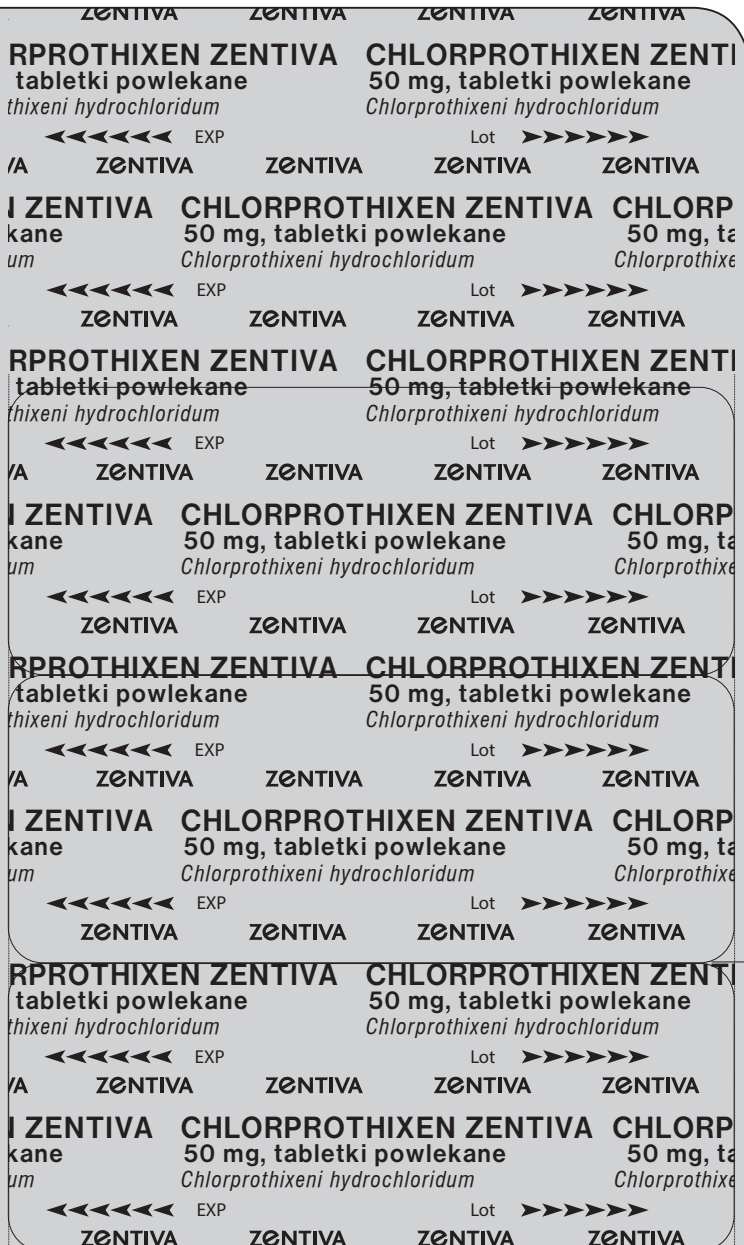 ZENTIVA ZENTIVA ZENTIVA ZENTIVA
RPROTHIXEN ZENTIVA CHLORPROTHIXEN ZENTI
tabletki powlekane 50 mg, tabletki powlekane
thixeni hydrochloridum Chlorprothixeni hydrochloridum
EXP Lot
VA ZENTIVA ZENTIVA ZENTIVA ZENTIVA
N ZENTIVA CHLORPROTHIXEN ZENTIVA CHLORP
kane 50 mg, tabletki powlekane 50 mg, ta
um Chlorprothixeni hydrochloridum Chlorprothixe
EXP Lot
ZENTIVA ZENTIVA ZENTIVA ZENTIVA
RPROTHIXEN ZENTIVA CHLORPROTHIXEN ZENTI
tabletki powlekane 50 mg, tabletki powlekane
thixeni hydrochloridum Chlorprothixeni hydrochloridum
EXP Lot
VA ZENTIVA ZENTIVA ZENTIVA ZENTIVA
N ZENTIVA CHLORPROTHIXEN ZENTIVA CHLORP
kane 50 mg, tabletki powlekane 50 mg, ta
um Chlorprothixeni hydrochloridum Chlorprothixe
EXP Lot
ZENTIVA ZENTIVA ZENTIVA ZENTIVA
RPROTHIXEN ZENTIVA CHLORPROTHIXEN ZENTI
tabletki powlekane 50 mg, tabletki powlekane
thixeni hydrochloridum Chlorprothixeni hydrochloridum
EXP Lot
VA ZENTIVA ZENTIVA ZENTIVA ZENTIVA
N ZENTIVA CHLORPROTHIXEN ZENTIVA CHLORP
kane 50 mg, tabletki powlekane 50 mg, ta
um Chlorprothixeni hydrochloridum Chlorprothixe
EXP Lot
ZENTIVA ZENTIVA ZENTIVA ZENTIVA
RPROTHIXEN ZENTIVA CHLORPROTHIXEN ZENTI
tabletki powlekane 50 mg, tabletki powlekane
thixeni hydrochloridum Chlorprothixeni hydrochloridum
EXP Lot
VA ZENTIVA ZENTIVA ZENTIVA ZENTIVA
N ZENTIVA CHLORPROTHIXEN ZENTIVA CHLORP
kane 50 mg, tabletki powlekane 50 mg, ta
um Chlorprothixeni hydrochloridum Chlorprothixe
EXP Lot
ZENTIVA ZENTIVA ZENTIVA ZENTIVA